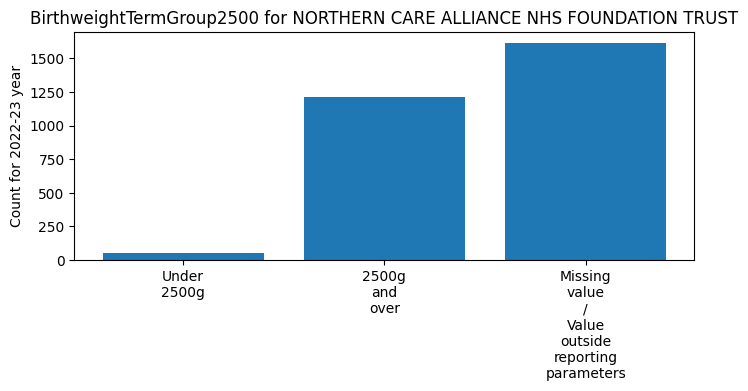 BirthweightTermGroup2500 for NORTHERN CARE ALLIANCE NHS FOUNDATION TRUST
Count for 2022-23 year
1500
1250
1000
750
500
250
0
Under
2500g
2500g
and
over
Missing
value
/
Value
outside
reporting
parameters